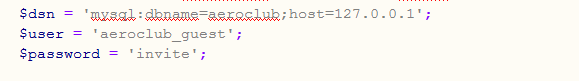 $dsn = 'mysql:dbname=aeroclub;host=127.0.0.1';
$user = 'aeroclub_guest';
$password = 'invite';